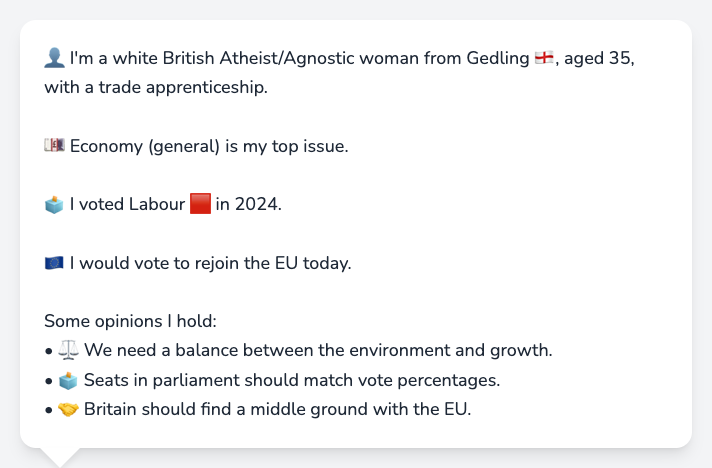 👤 I'm a white British Atheist/Agnostic woman from Gedling 🏴󠁧󠁢󠁥󠁮󠁧󠁿, aged 35,
with a trade apprenticeship.
💷 Economy (general) is my top issue.
🗳️ I voted Labour 🟥 in 2024.
🇪🇺 I would vote to rejoin the EU today.
Some opinions I hold:
• ⚖️ We need a balance between the environment and growth.
• 🗳️ Seats in parliament should match vote percentages.
• 🤝 Britain should find a middle ground with the EU.